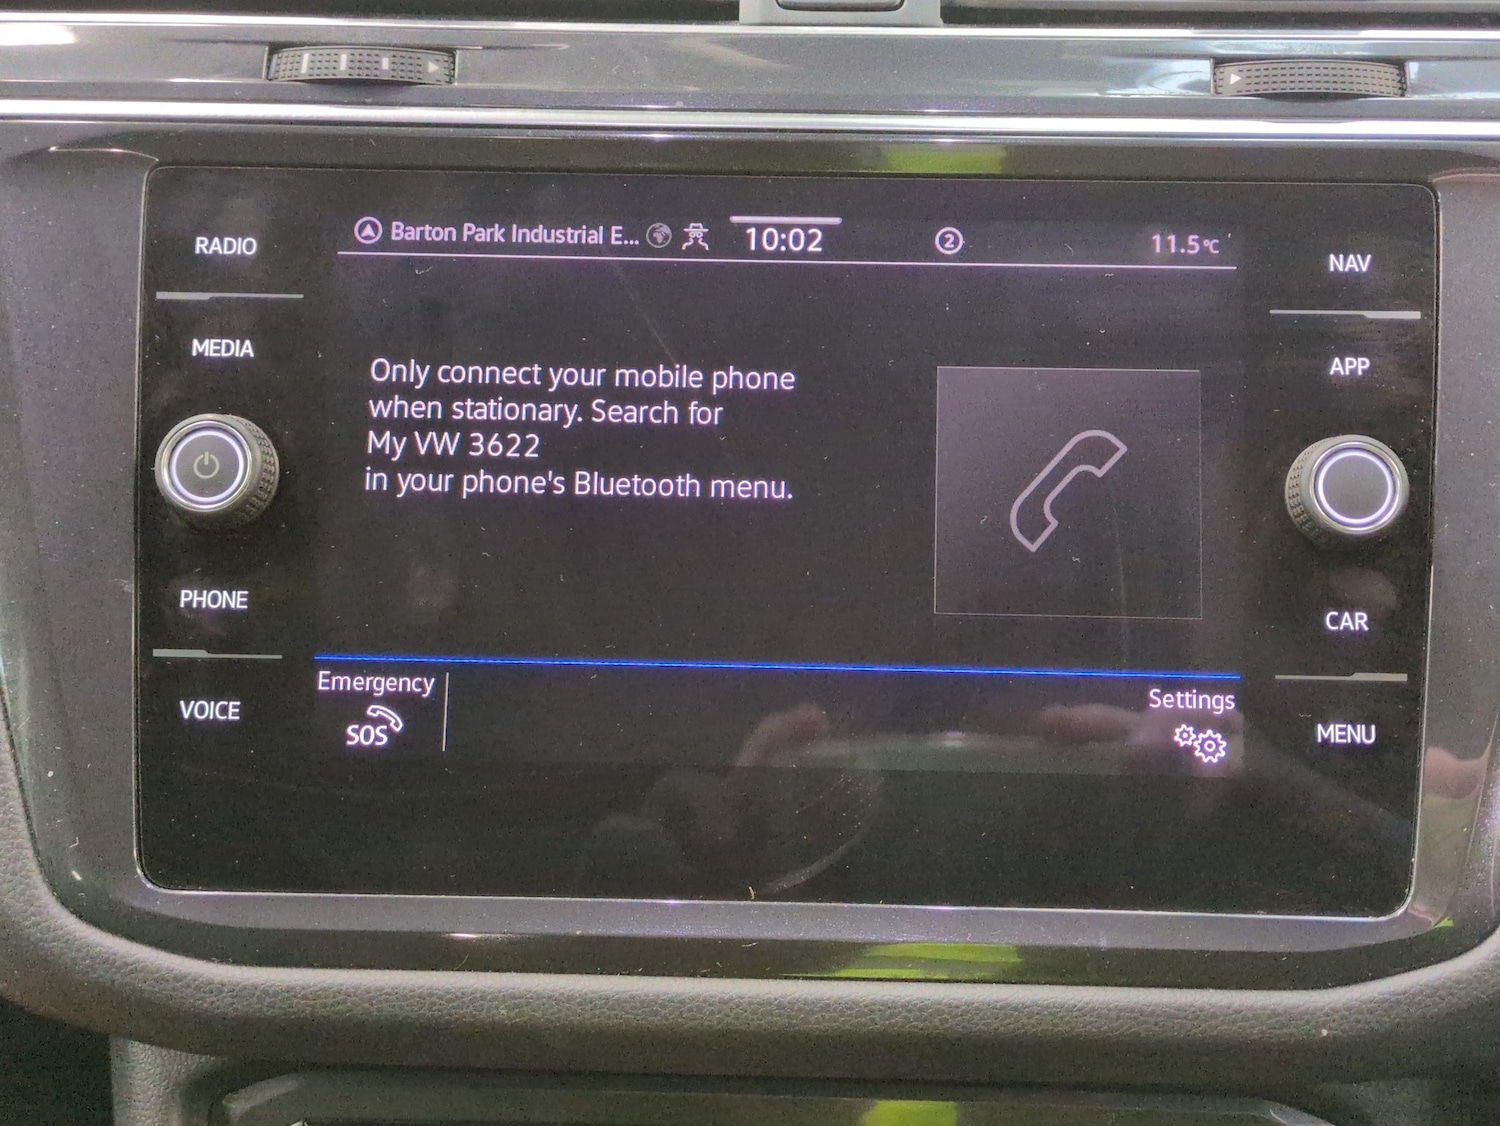 RADIO
MEDIA
PHONE
VOICE
Barton Park Industrial E...
10:02
2
11.5°C
Only connect your mobile phone
when stationary. Search for
My VW 3622
in your phone's Bluetooth menu.
Emergency
SOS
Settings
NAV
APP
CAR
MENU